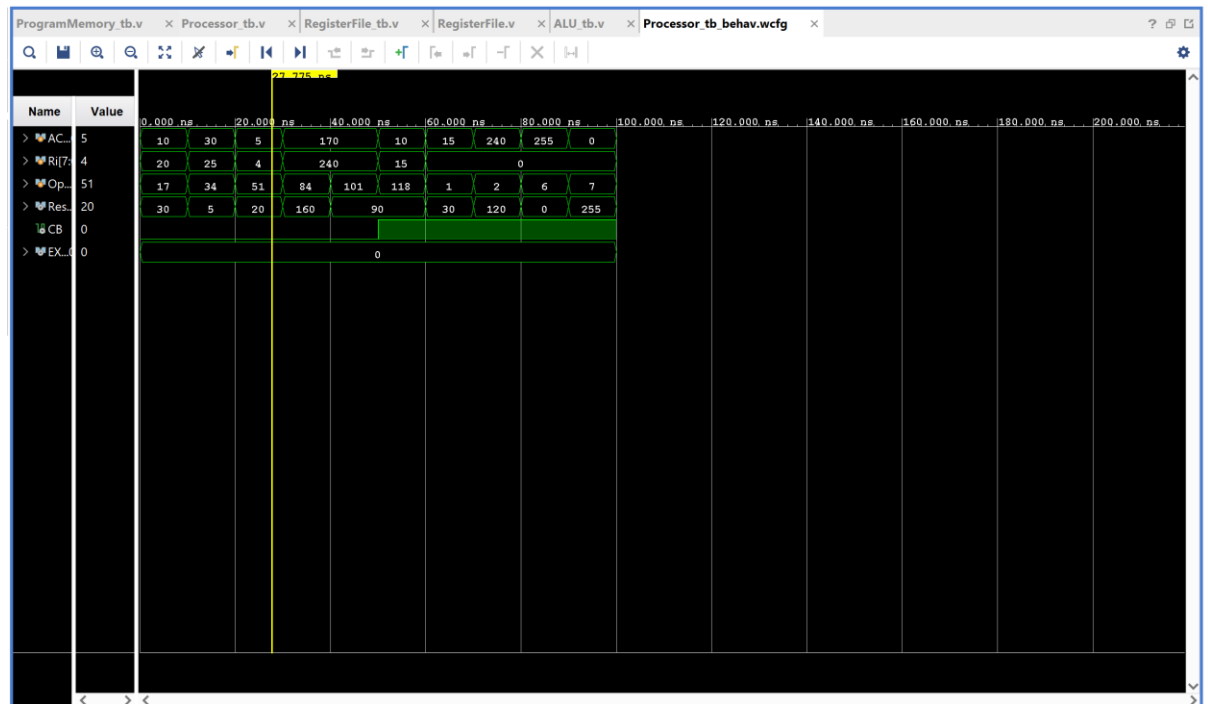 ProgramMemory_tb.v × Processor_tb.v × RegisterFile_tb.v × RegisterFile.v × ALU_tb.v × Processor_tb_behav.wcfg ×
27.775 ns
Name Value
0.000 ns 20.000 ns 40.000 ns 60.000 ns 80.000 ns 100.000 ns 120.000 ns 140.000 ns 160.000 ns 180.000 ns 200.000 ns
> AC... 5 10 30 5 170 10 15 240 255 0
> Ri[7: 4 20 25 4 240 15 0
> Op... 51 17 34 51 84 101 118 1 2 6 7
> Res... 20 30 5 20 160 90 30 120 0 255
CB 0
> EX...0 0 0